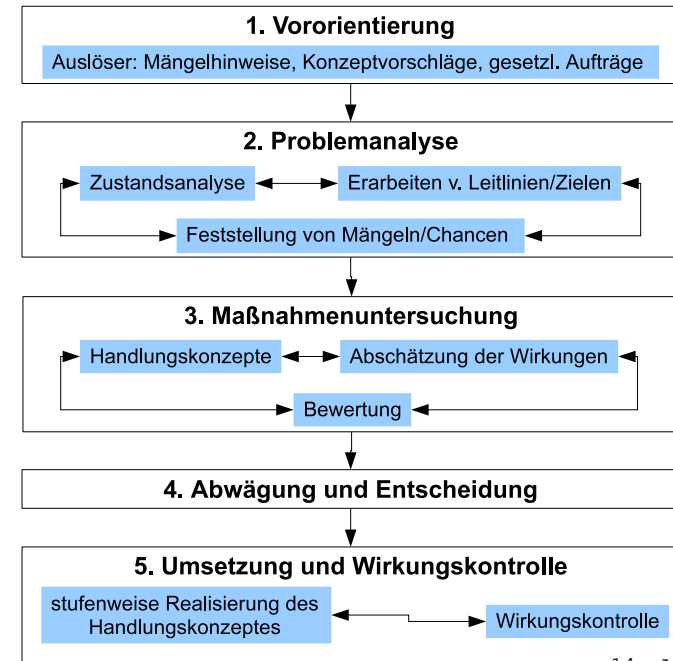 1. Vororientierung
Auslöser: Mängelhinweise, Konzeptvorschläge, gesetzl. Aufträge
2. Problemanalyse
Zustandsanalyse
Erarbeiten v. Leitlinien/Zielen
Feststellung von Mängeln/Chancen
3. Maßnahmenuntersuchung
Handlungskonzepte
Abschätzung der Wirkungen
Bewertung
4. Abwägung und Entscheidung
5. Umsetzung und Wirkungskontrolle
stufenweise Realisierung des
Handlungskonzeptes
Wirkungskontrolle